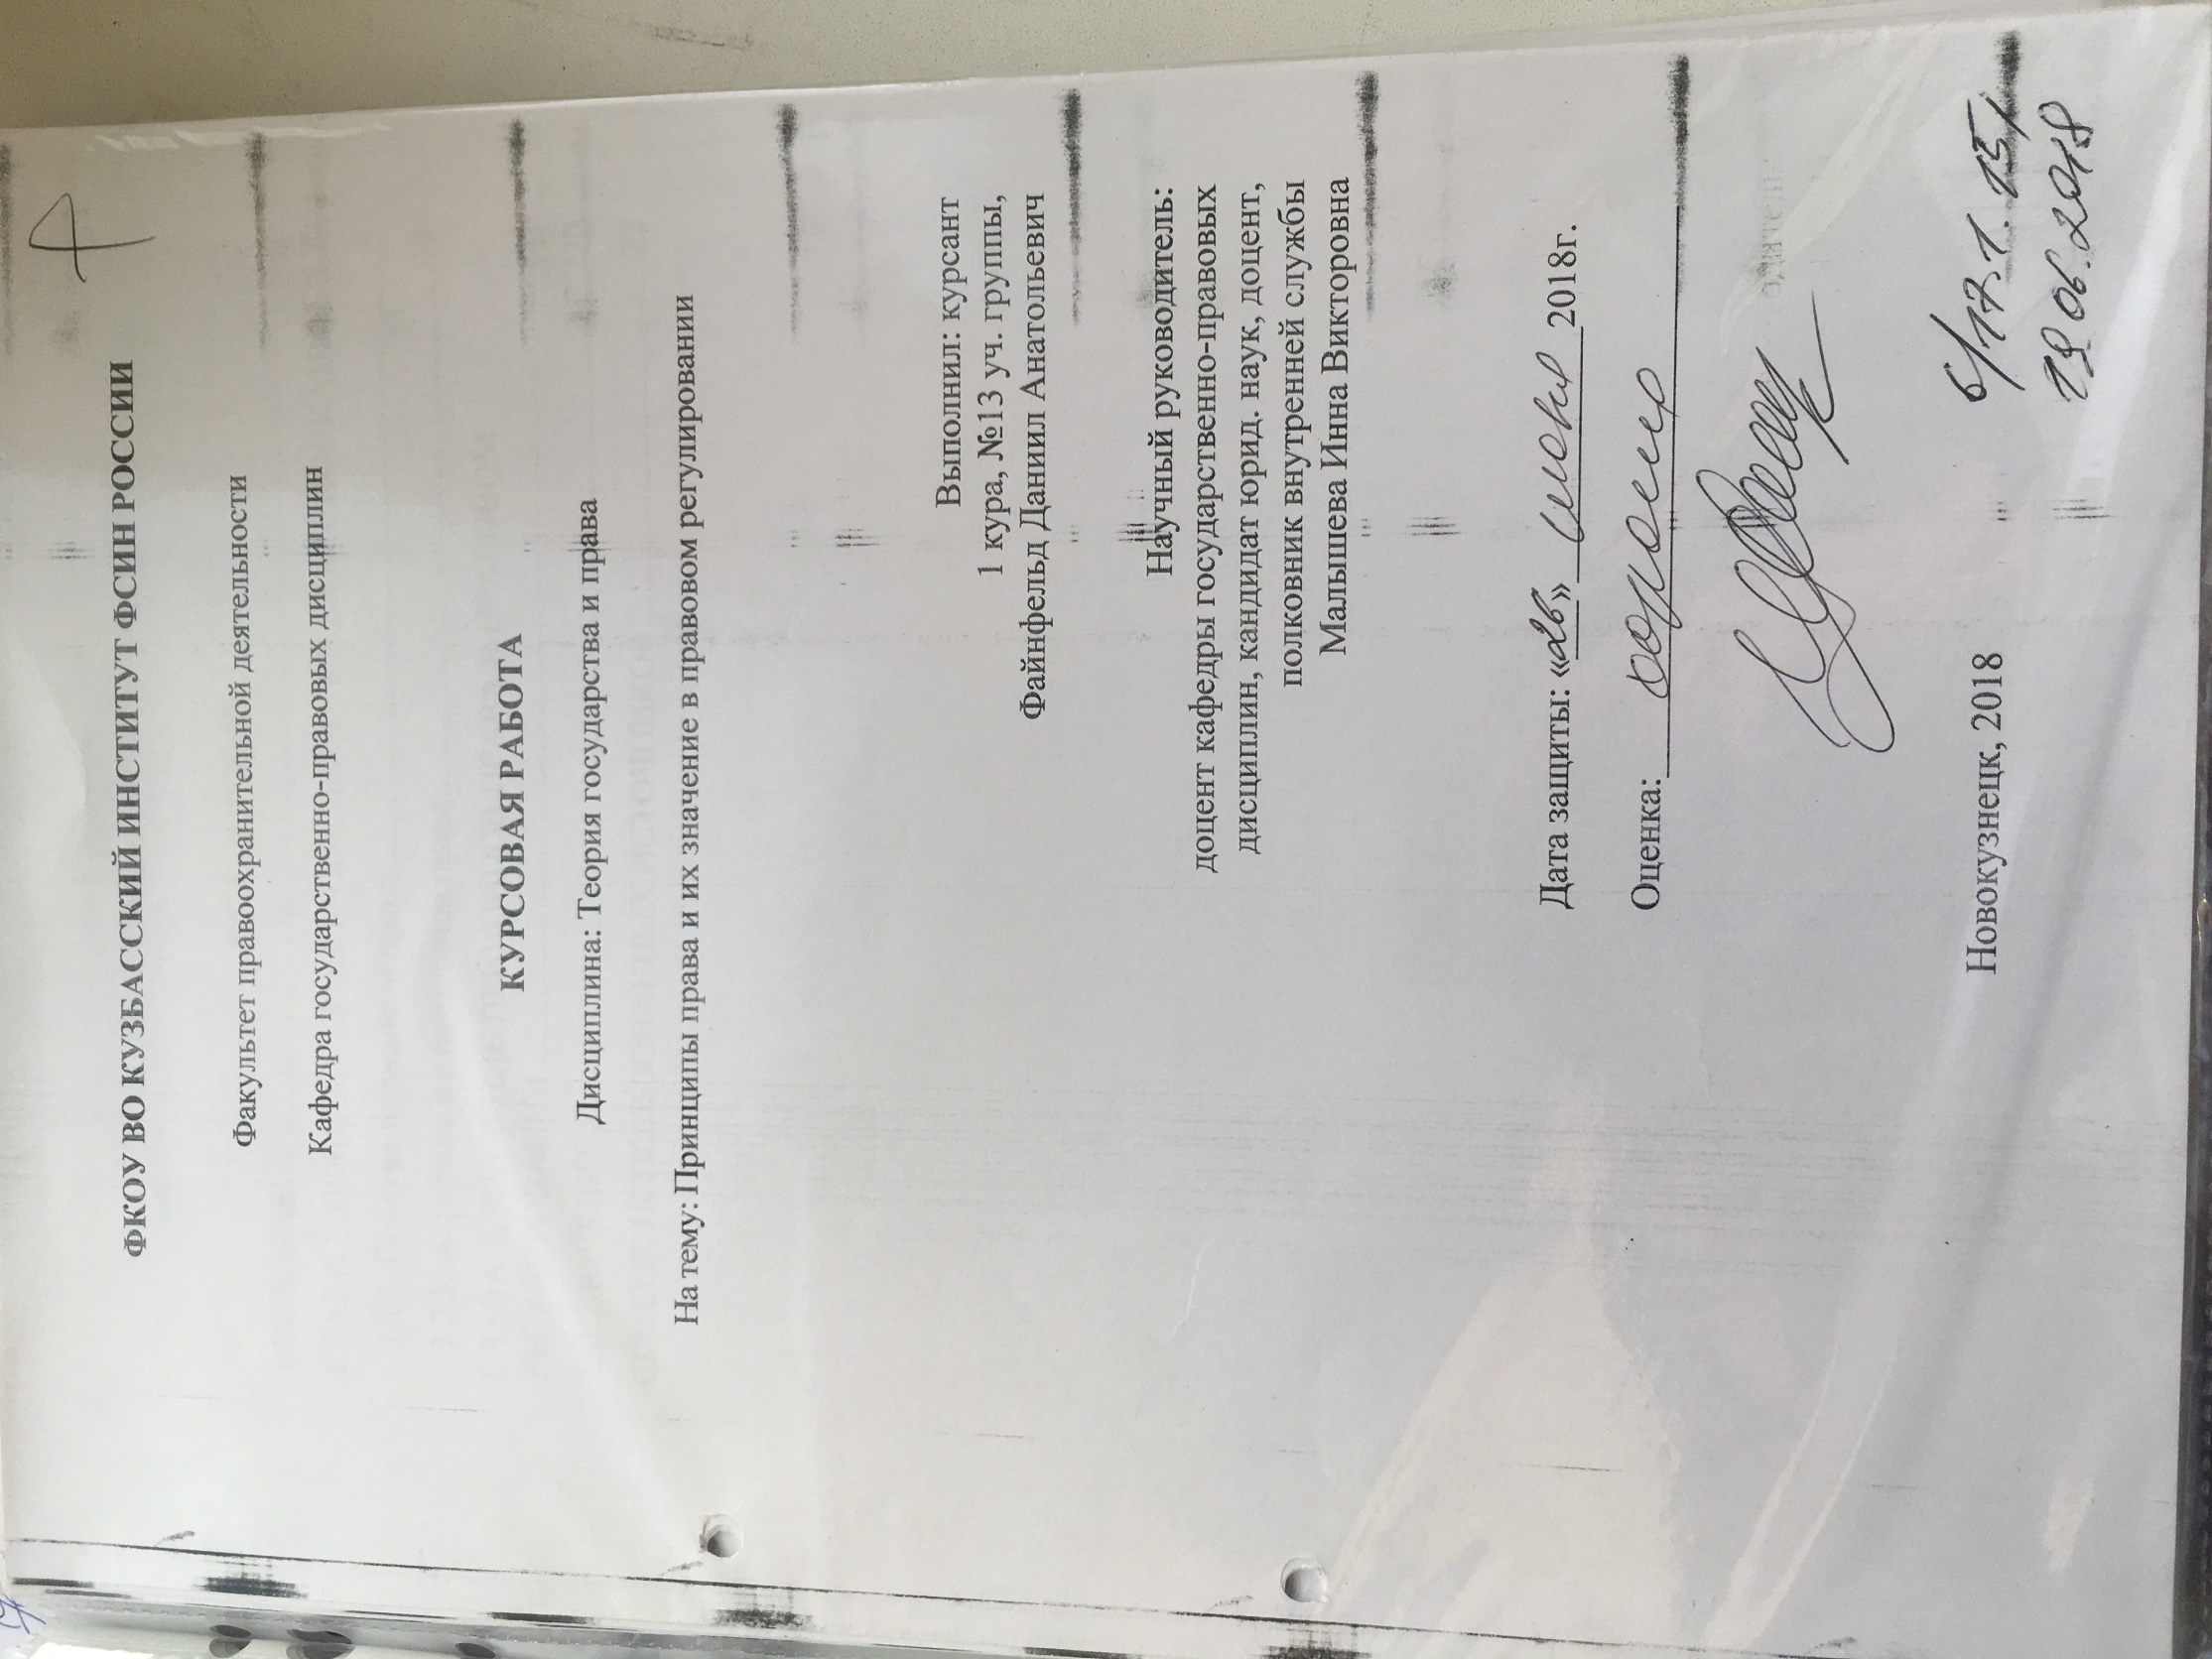 4
ФКОУ ВО КУЗБАССКИЙ ИНСТИТУТ ФСИН РОССИИ
Факультет правоохранительной деятельности
Кафедра государственно-правовых дисциплин
КУРСОВАЯ РАБОТА
Дисциплина: Теория государства и права
На тему: Принципы права и их значение в правовом регулировании
Выполнил: курсант
1 кура, №13 уч. группы,
Файнфельд Даниил Анатольевич
Научный руководитель:
доцент кафедры государственно-правовых
дисциплин, кандидат юрид. наук, доцент,
полковник внутренней службы
Малышева Инна Викторовна
Дата защиты: «26» июня 2018г.
Оценка: хорошо
Новокузнецк, 2018
06.2018